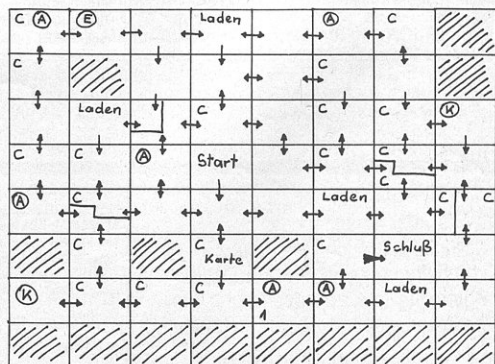 C A E Laden A C
C C
Laden C C K
C C A Start C C
A C Laden C C C
C C Karte C Schluß
K C C C A A Laden
1